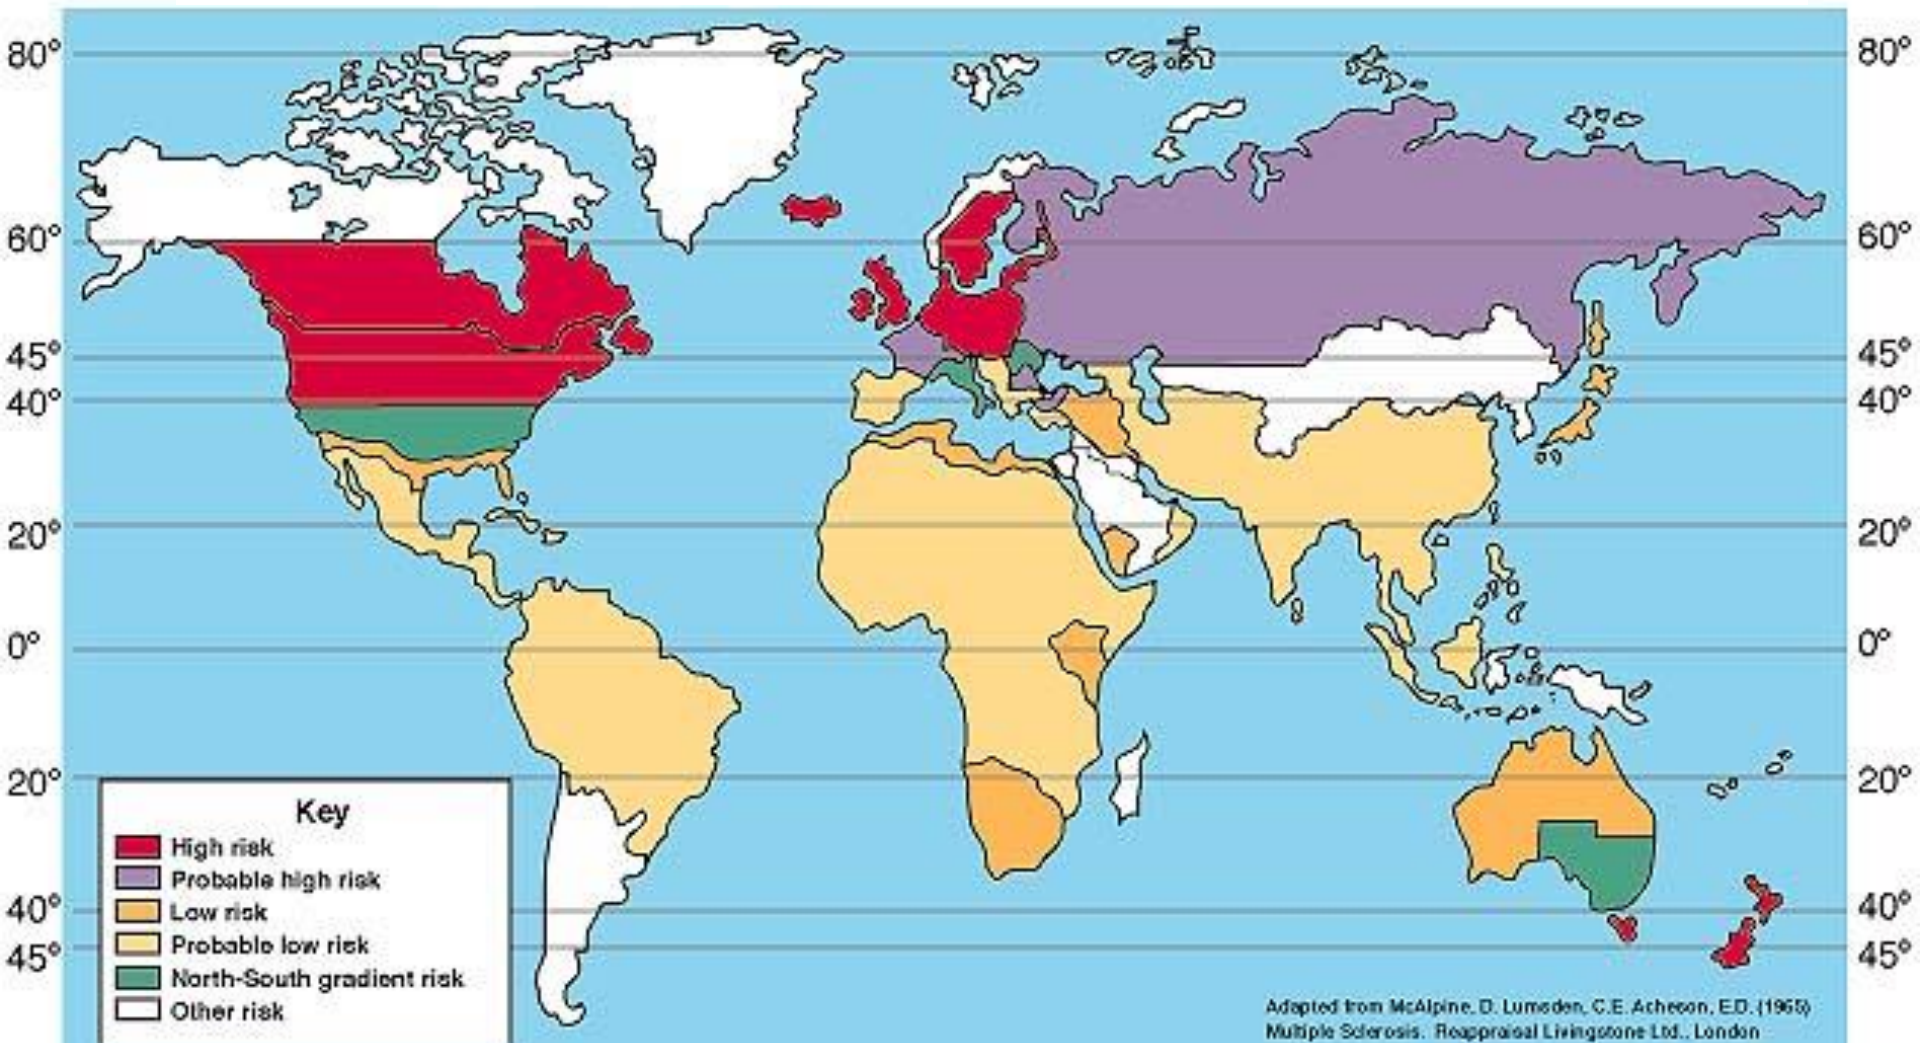 80°
60°
45°
40°
20°
0°
20°
40°
45°
80°
60°
45°
40°
20°
0°
20°
40°
45°
Key
High risk
Probable high risk
Low risk
Probable low risk
North-South gradient risk
Other risk
Adapted from McAlpine, D. Lumsden, C.E. Acheson, E.D. (1965)
Multiple Sclerosis. Reappraisal Livingstone Ltd., London